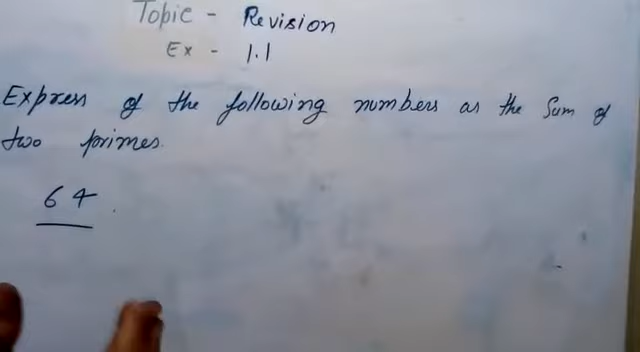 Topic - Revision
Ex - 1.1
Express of the following numbers as the Sum of
two primes.
64